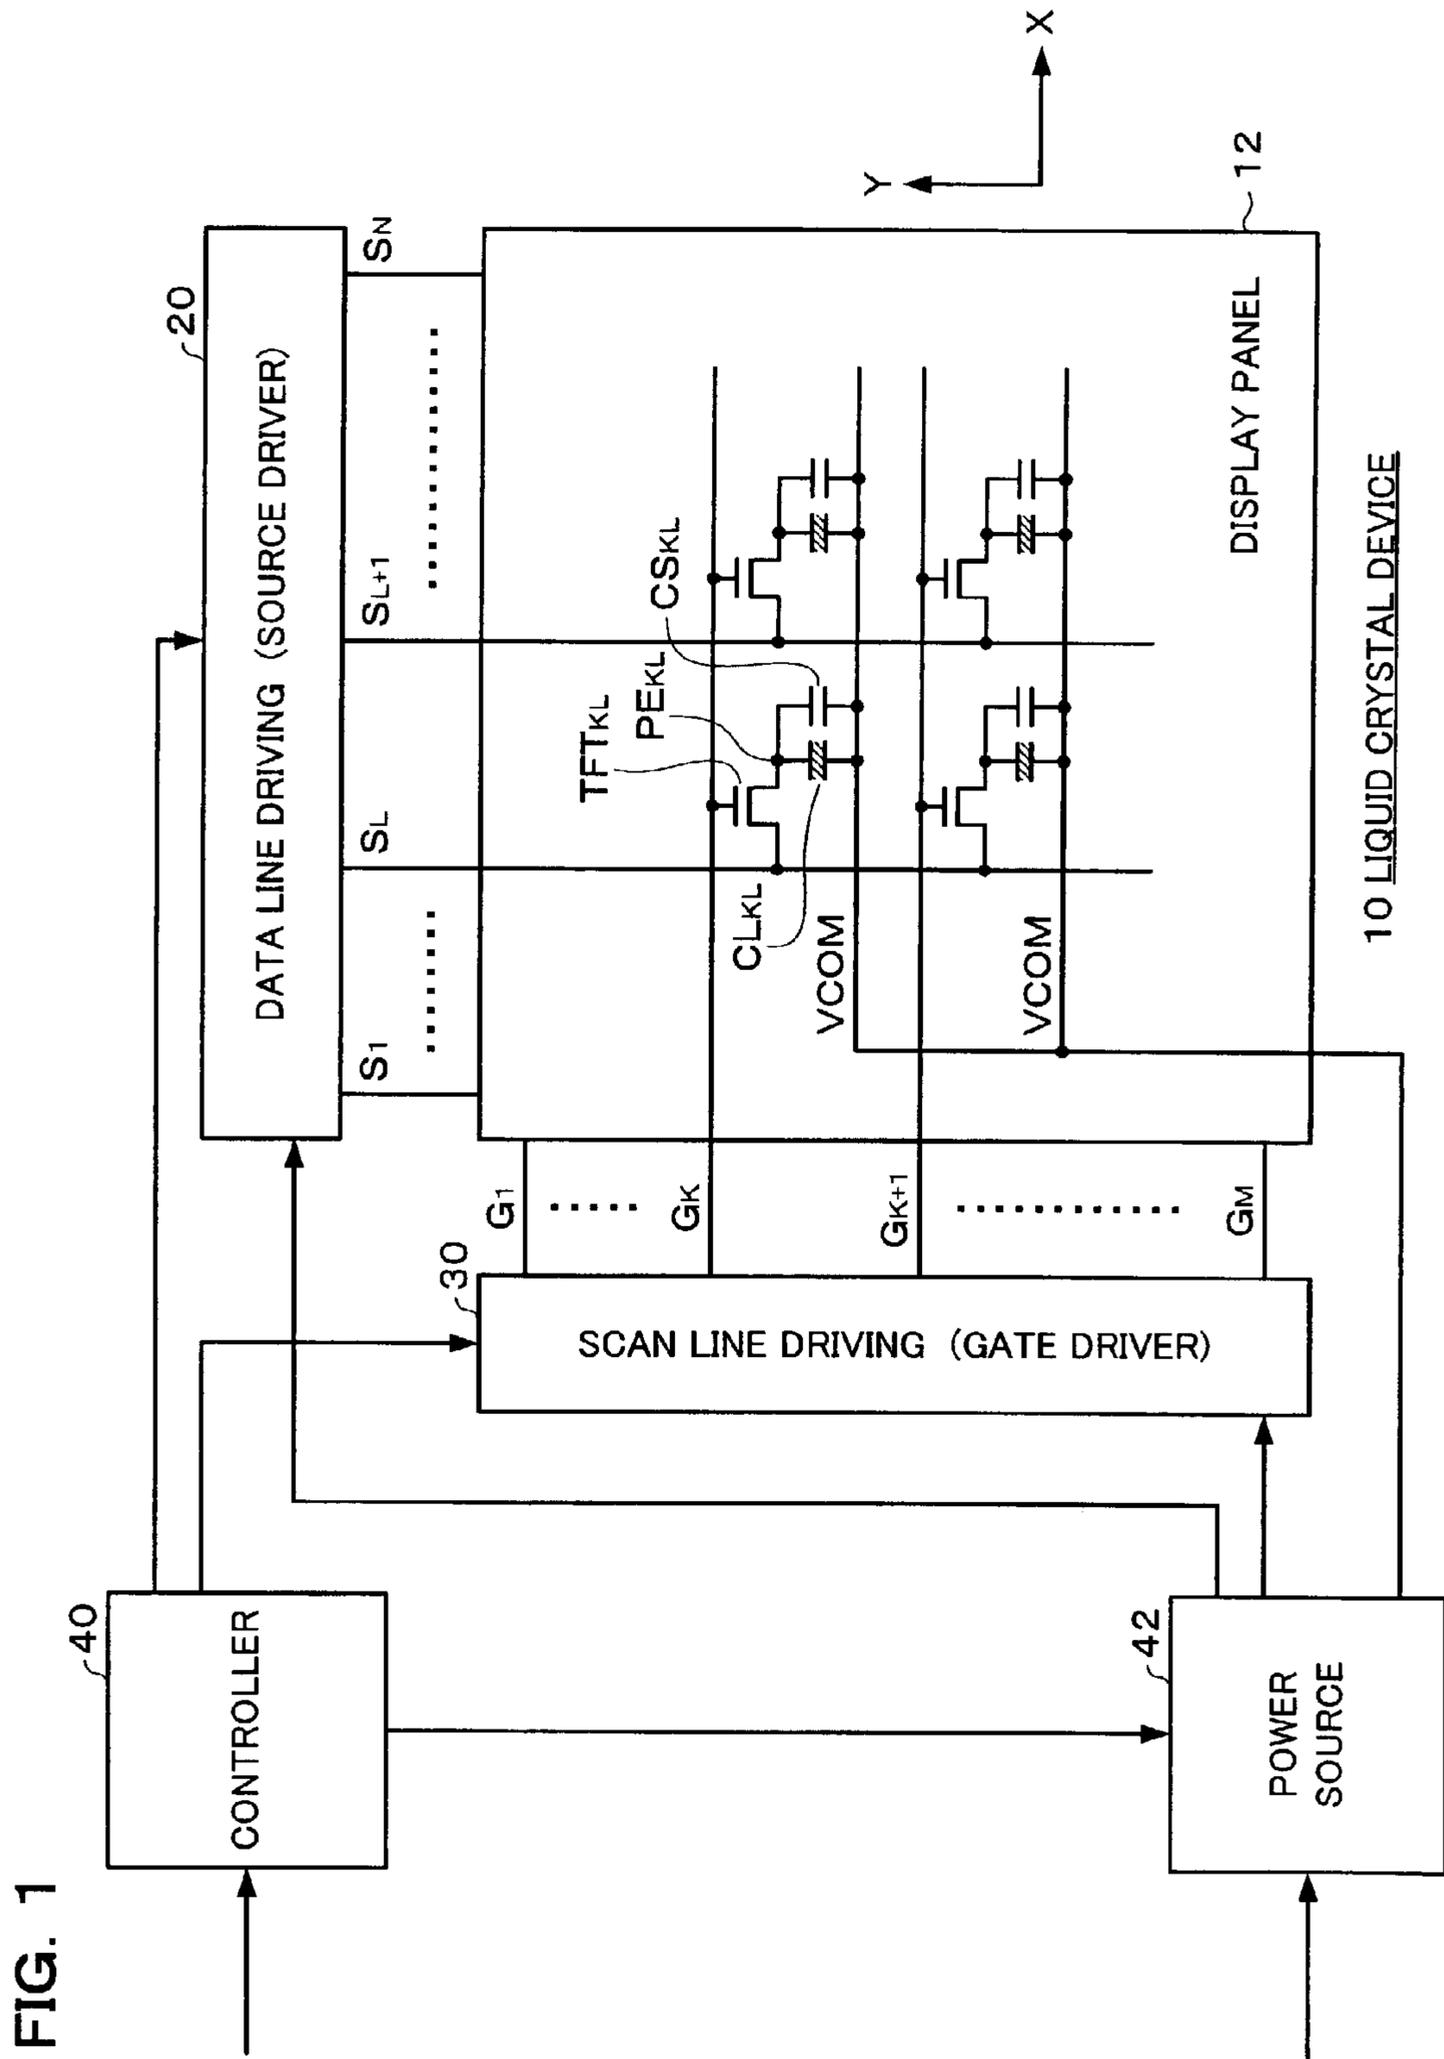 FIG. 1
40
CONTROLLER
42
POWER
SOURCE
20
DATA LINE DRIVING (SOURCE DRIVER)
30
SCAN LINE DRIVING (GATE DRIVER)
S1
SL
SL+1
SN
G1
GK
GK+1
GM
TFTKL
PEKL
CSKL
CLKL
VCOM
VCOM
DISPLAY PANEL
12
Y
X
10 LIQUID CRYSTAL DEVICE